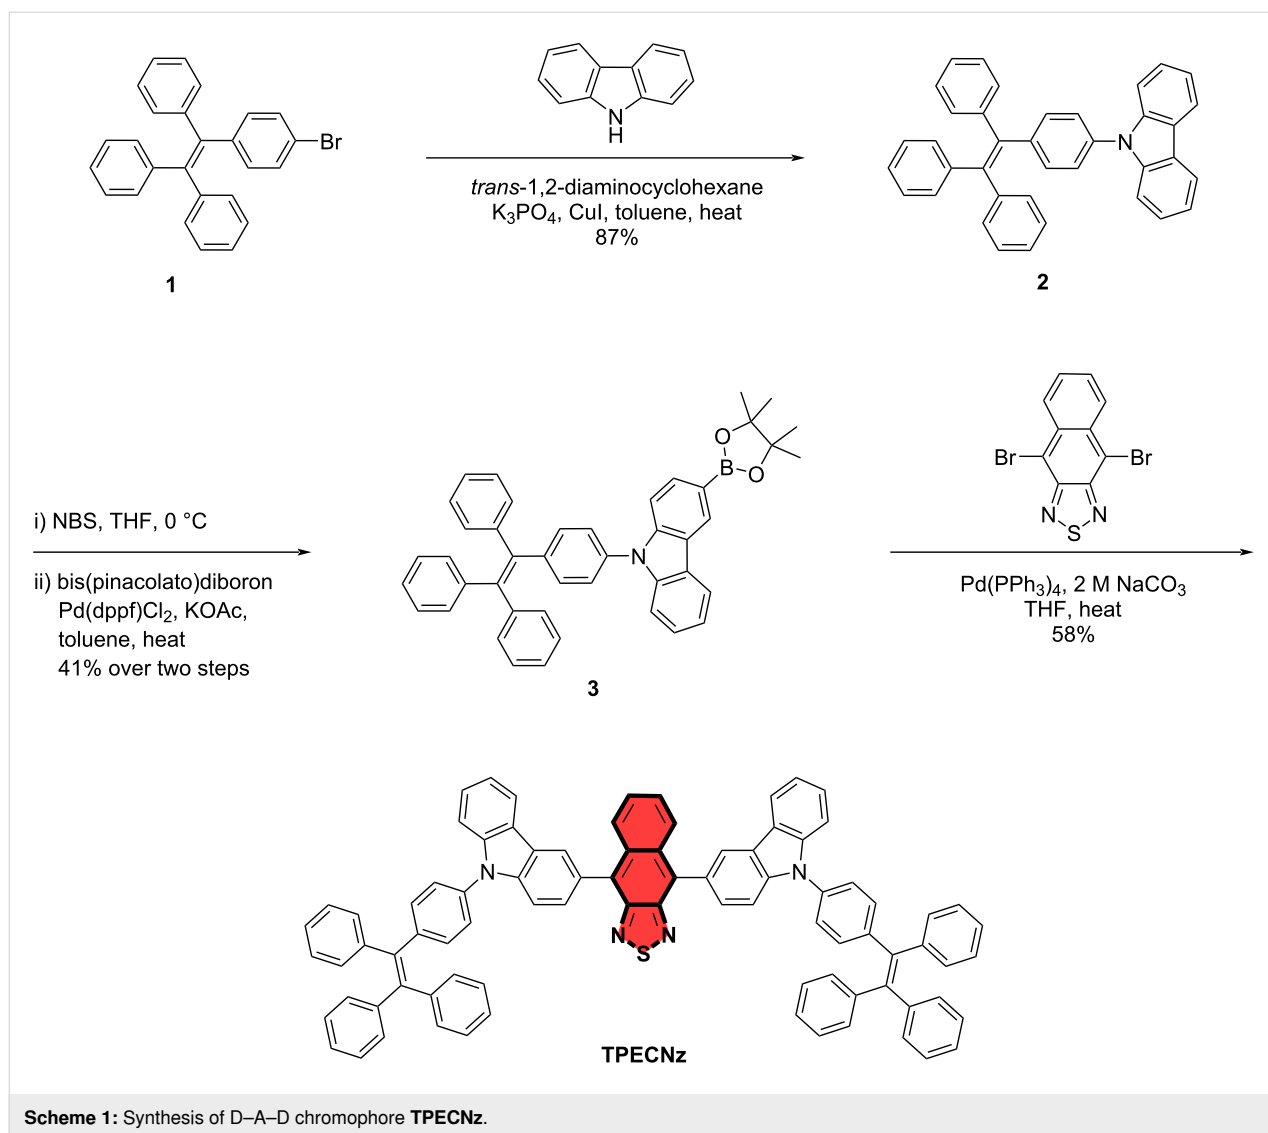 Br
N
H
trans-1,2-diaminocyclohexane
K3PO4, CuI, toluene, heat
87%
1
N
2
i) NBS, THF, 0 °C
ii) bis(pinacolato)diboron
Pd(dppf)Cl2, KOAc,
toluene, heat
41% over two steps
O
B
O
N
3
Br
Br
N
N
S
Pd(PPh3)4, 2 M NaCO3
THF, heat
58%
N
N
N
N
S
TPECNz
Scheme 1: Synthesis of D–A–D chromophore TPECNz.